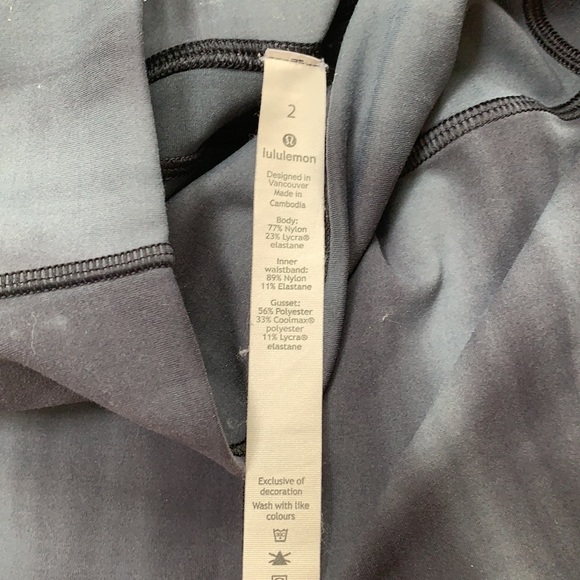 2
lululemon
Designed in
Vancouver
Made in
Cambodia
Body:
77% Nylon
23% Lycra®
elastane
Inner
waistband:
89% Nylon
11% Elastane
Gusset:
56% Polyester
33% Coolmax®
polyester
11% Lycra®
elastane
Exclusive of
decoration
Wash with like
colours